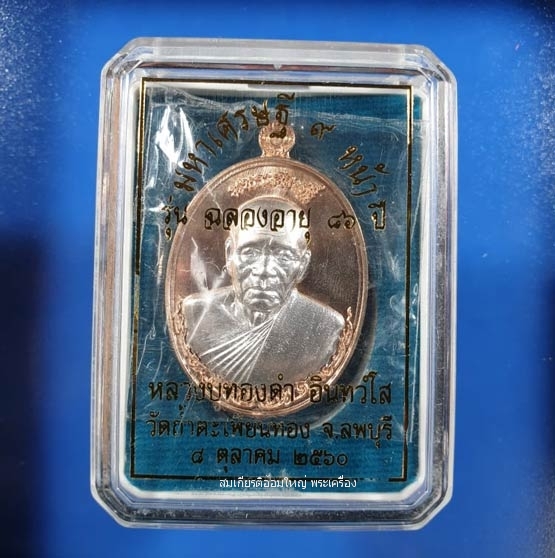 มหาเศรษฐี ๙ หน้า
รุ่น ฉลองอายุ ๘๖ ปี
หลวงปู่ทองดำ อินฺทวํโส
วัดถ้ำตะเพียนทอง จ.ลพบุรี
๘ ตุลาคม ๒๕๖๐
สมเกียรติอ้อมใหญ่ พระเครื่อง